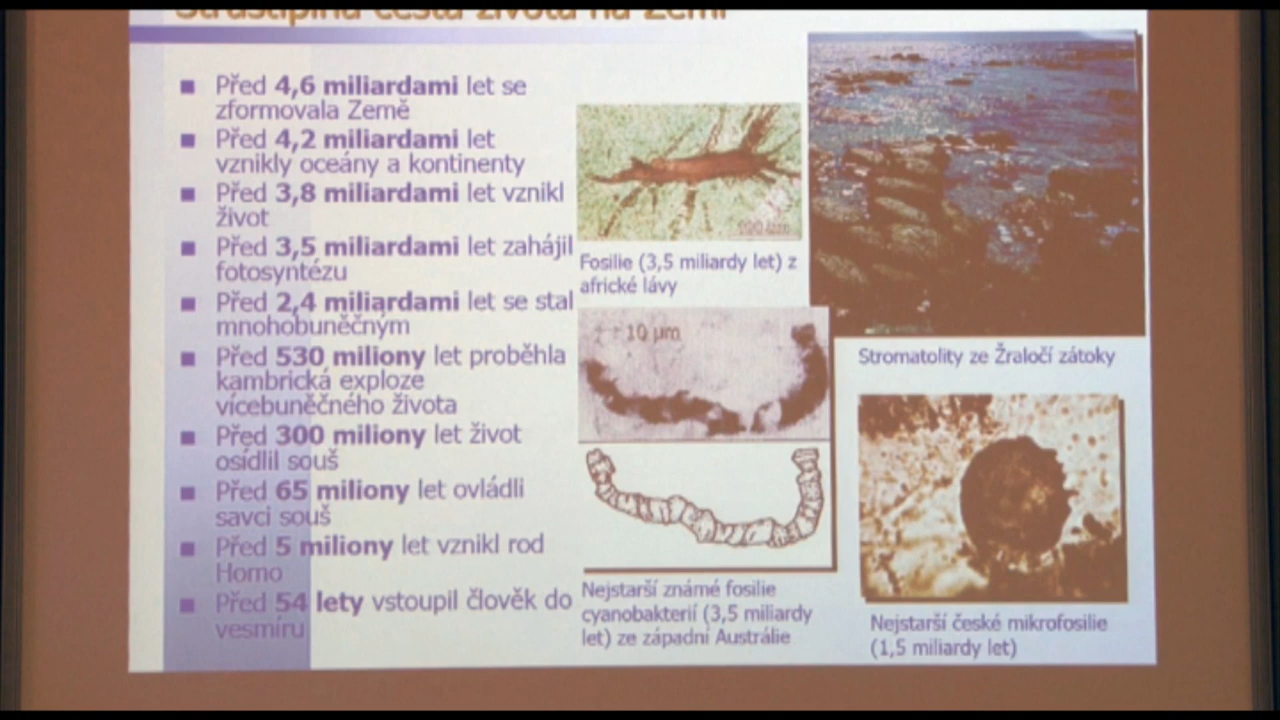 Strastiplná cesta života na Zemi
Před 4,6 miliardami let se
zformovala Země
Před 4,2 miliardami let
vznikly oceány a kontinenty
Před 3,8 miliardami let vznikl
život
Před 3,5 miliardami let zahájil
fotosyntézu
Před 2,4 miliardami let se stal
mnohobuněčným
Před 530 miliony let proběhla
kambrická exploze
vícebuněčného života
Před 300 miliony let život
osídlil souš
Před 65 miliony let ovládli
savci souš
Před 5 miliony let vznikl rod
Homo
Před 54 lety vstoupil člověk do
vesmíru
Fosilie (3,5 miliardy let) z
africké lávy
10 µm
Nejstarší známé fosilie
cyanobakterií (3,5 miliardy
let) ze západní Austrálie
Stromatolity ze Žraločí zátoky
Nejstarší české mikrofosilie
(1,5 miliardy let)